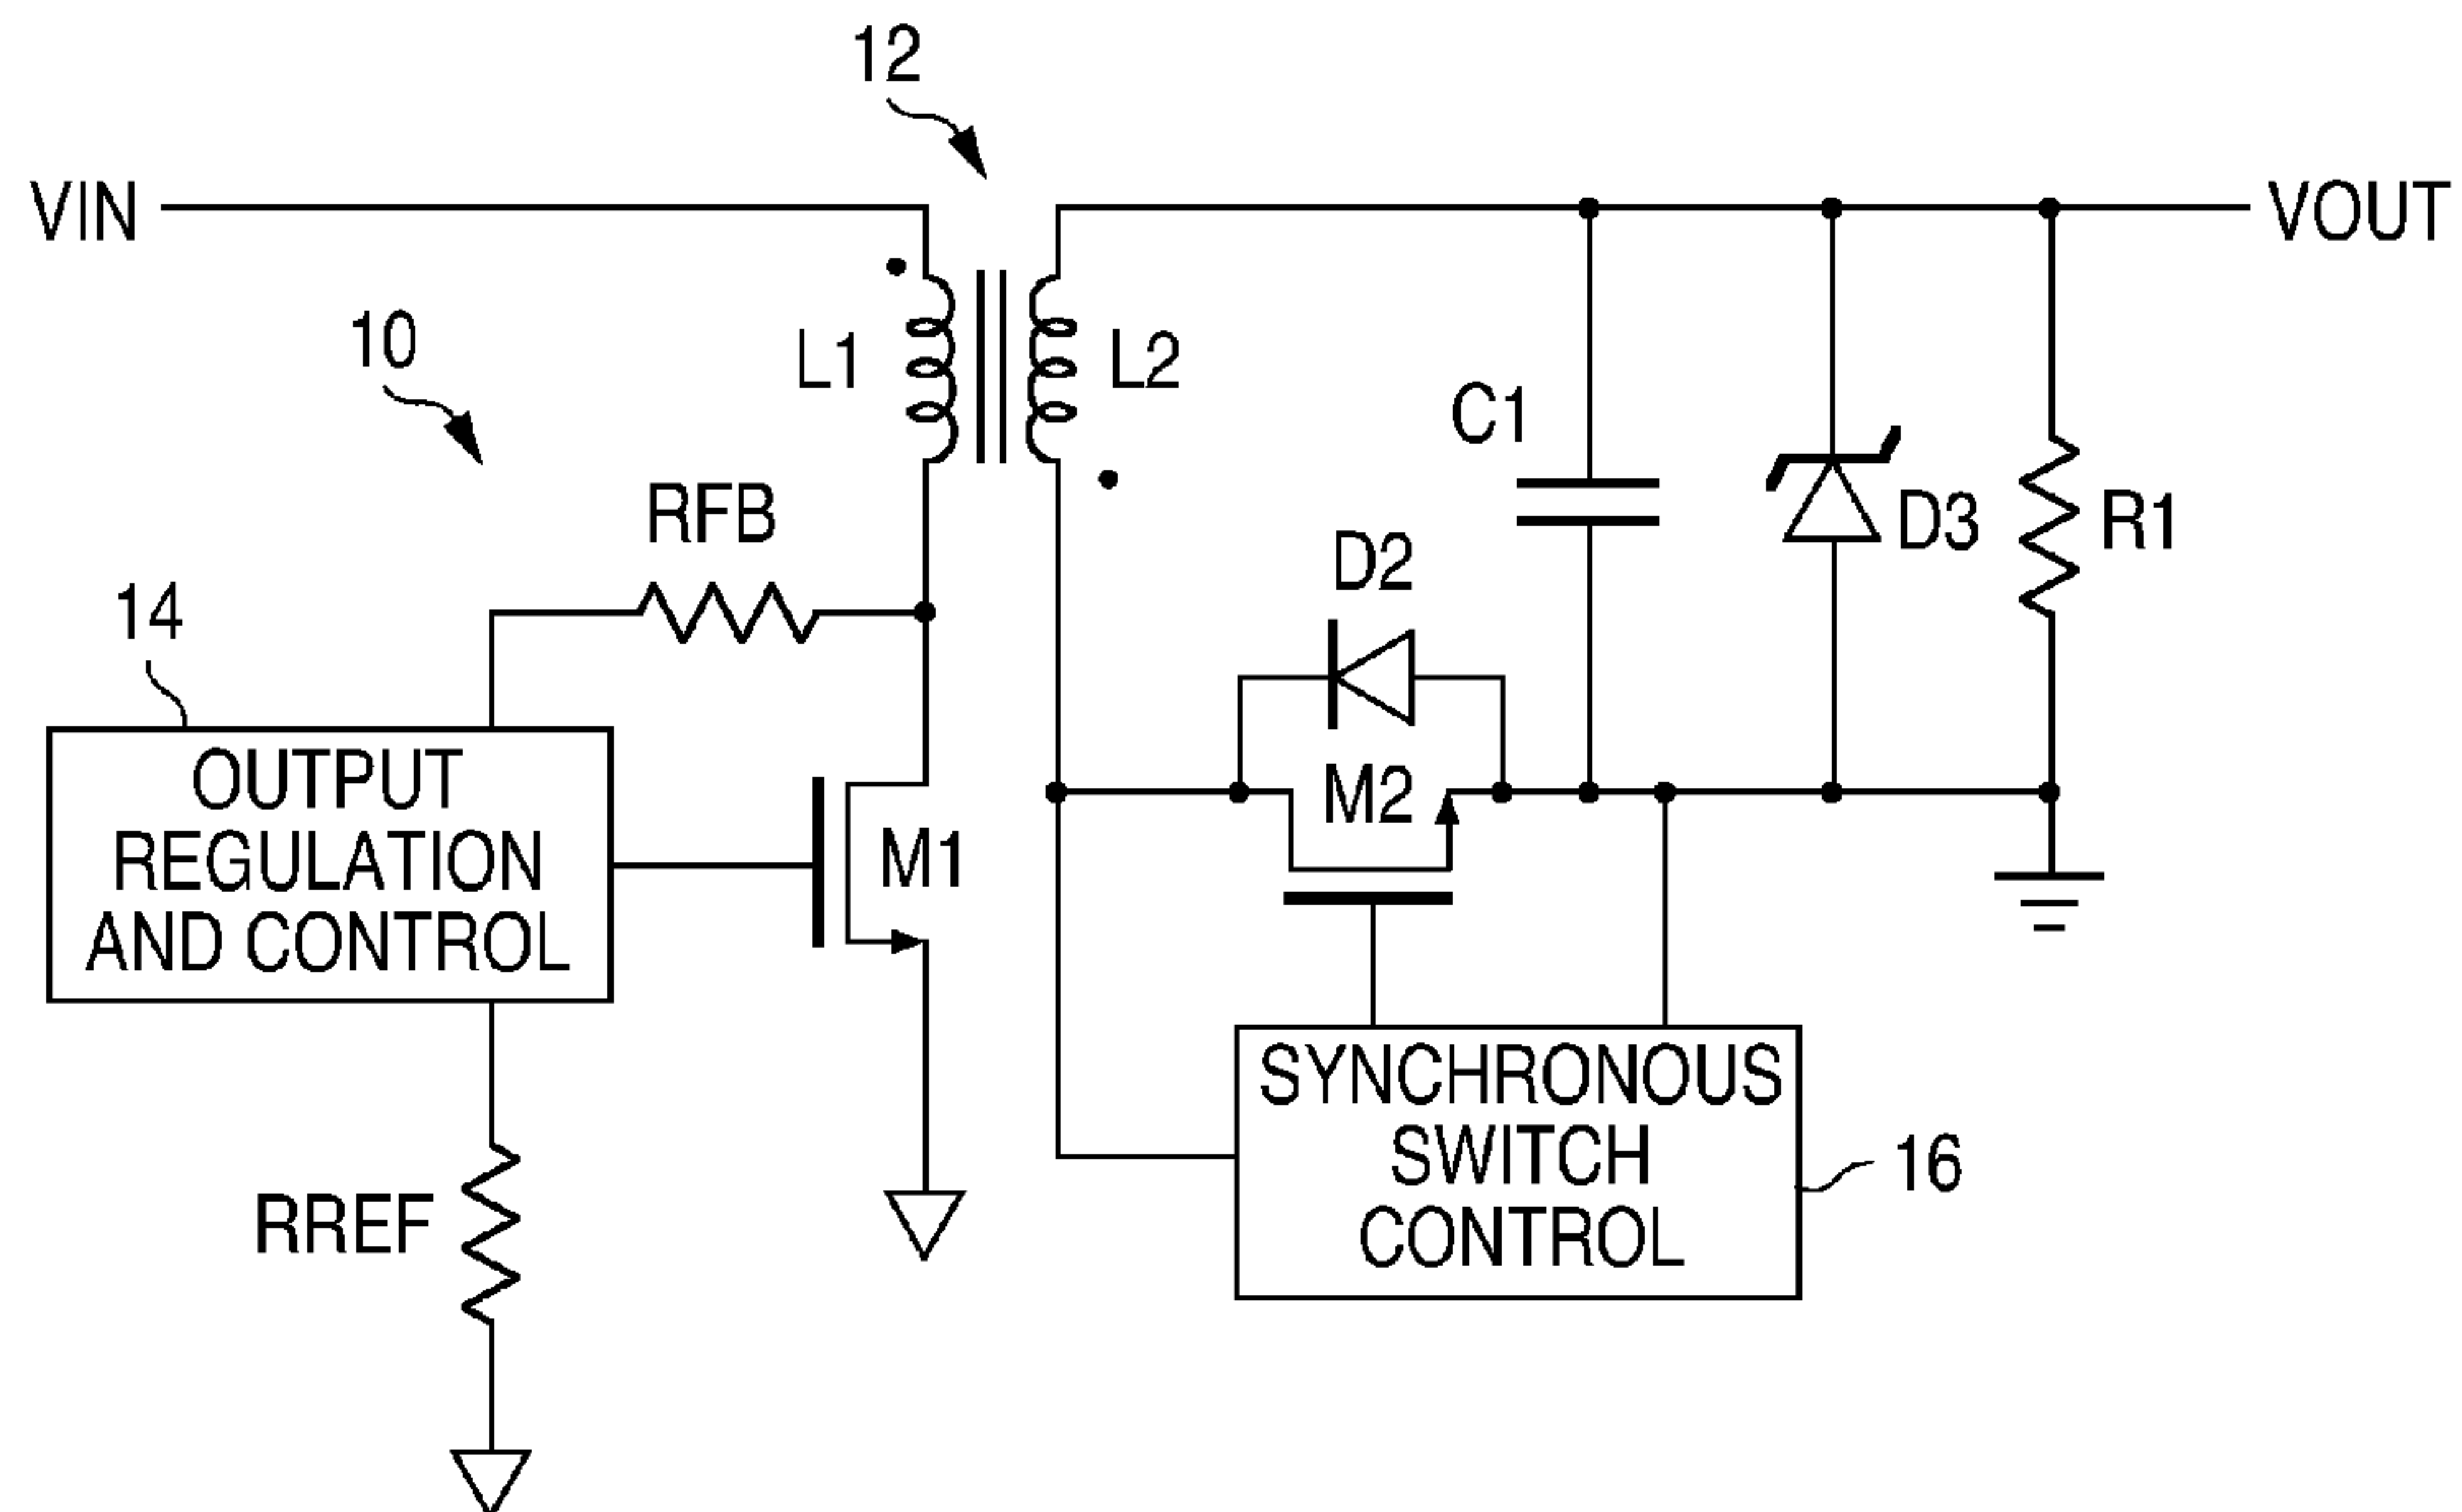 12
VIN
VOUT
10
L1
L2
C1
RFB
D3
R1
D2
14
OUTPUT
REGULATION
AND CONTROL
M2
M1
SYNCHRONOUS
SWITCH
CONTROL
16
RREF